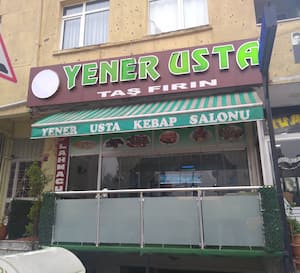 YENER USTA
TAŞ FIRIN
YENER USTA KEBAP SALONU